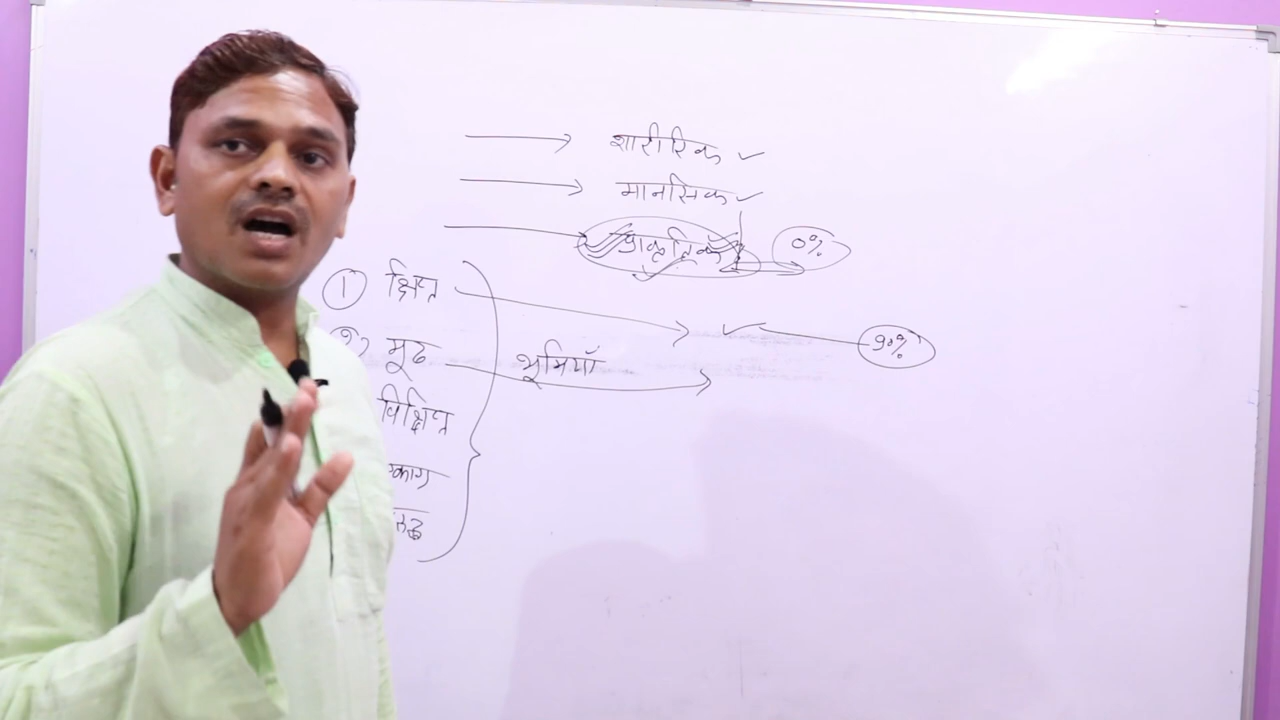 शारीरिक
मानसिक
प्राकृतिक
0%
① क्षिप्त
मूढ
90%
भूमियाँ
विक्षिप्त